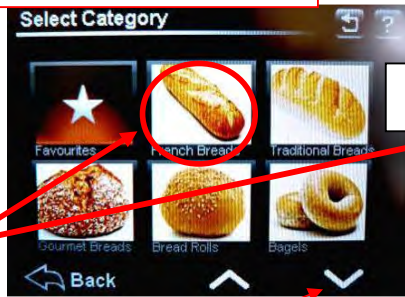 Select Category
?
Favourites
French Breads
Traditional Breads
Gourmet Breads
Bread Rolls
Bagels
Back